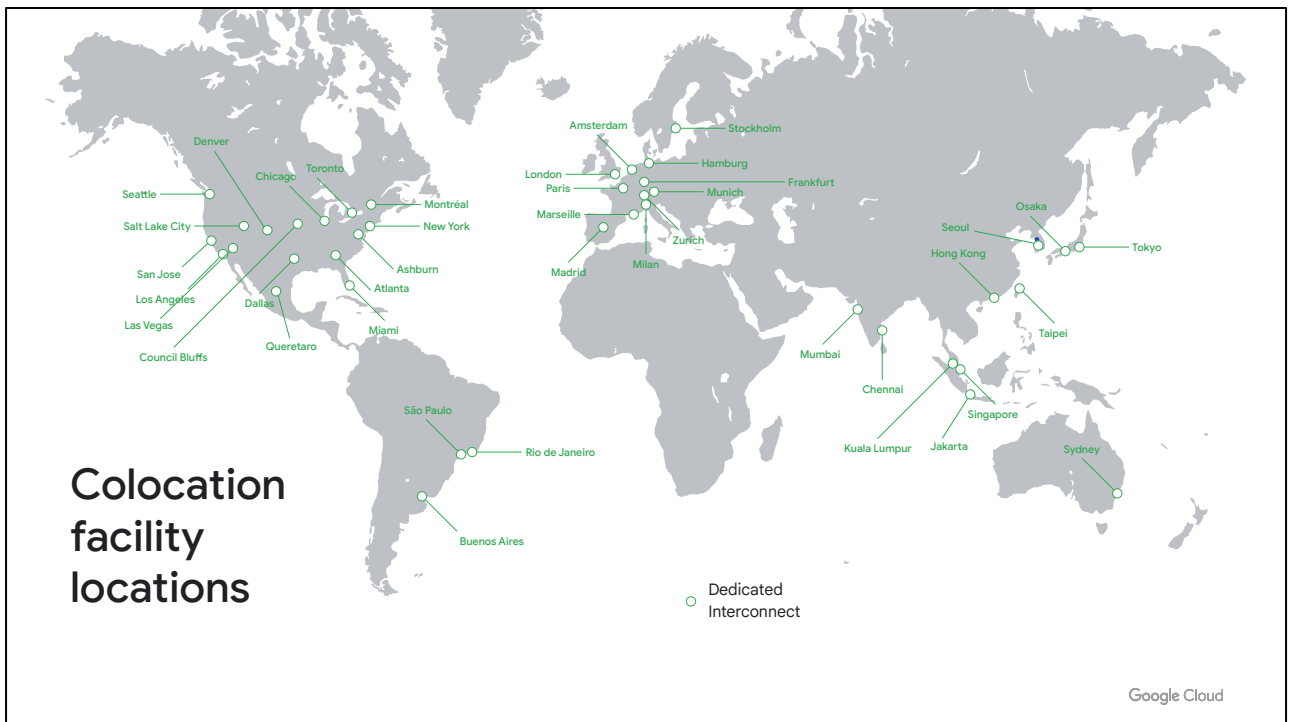 Amsterdam
Stockholm
Denver
Hamburg
Toronto
Chicago
London
Frankfurt
Paris
Munich
Seattle
Montréal
Osaka
Marseille
Salt Lake City
New York
Seoul
Zurich
Tokyo
Hong Kong
Milan
Ashburn
Madrid
San Jose
Atlanta
Los Angeles
Dallas
Las Vegas
Miami
Taipei
Queretaro
Mumbai
Council Bluffs
Chennai
São Paulo
Singapore
Jakarta
Kuala Lumpur
Sydney
Rio de Janeiro
Colocation
facility
locations
Buenos Aires
Dedicated
Interconnect
Google Cloud